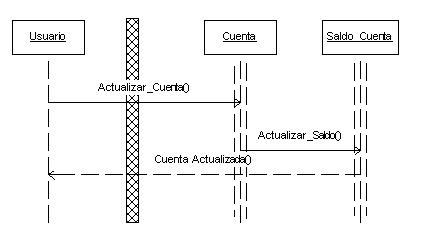 Usuario
Cuenta
Saldo_Cuenta
Actualizar_Cuenta()
Actualizar_Saldo()
Cuenta Actualizada()